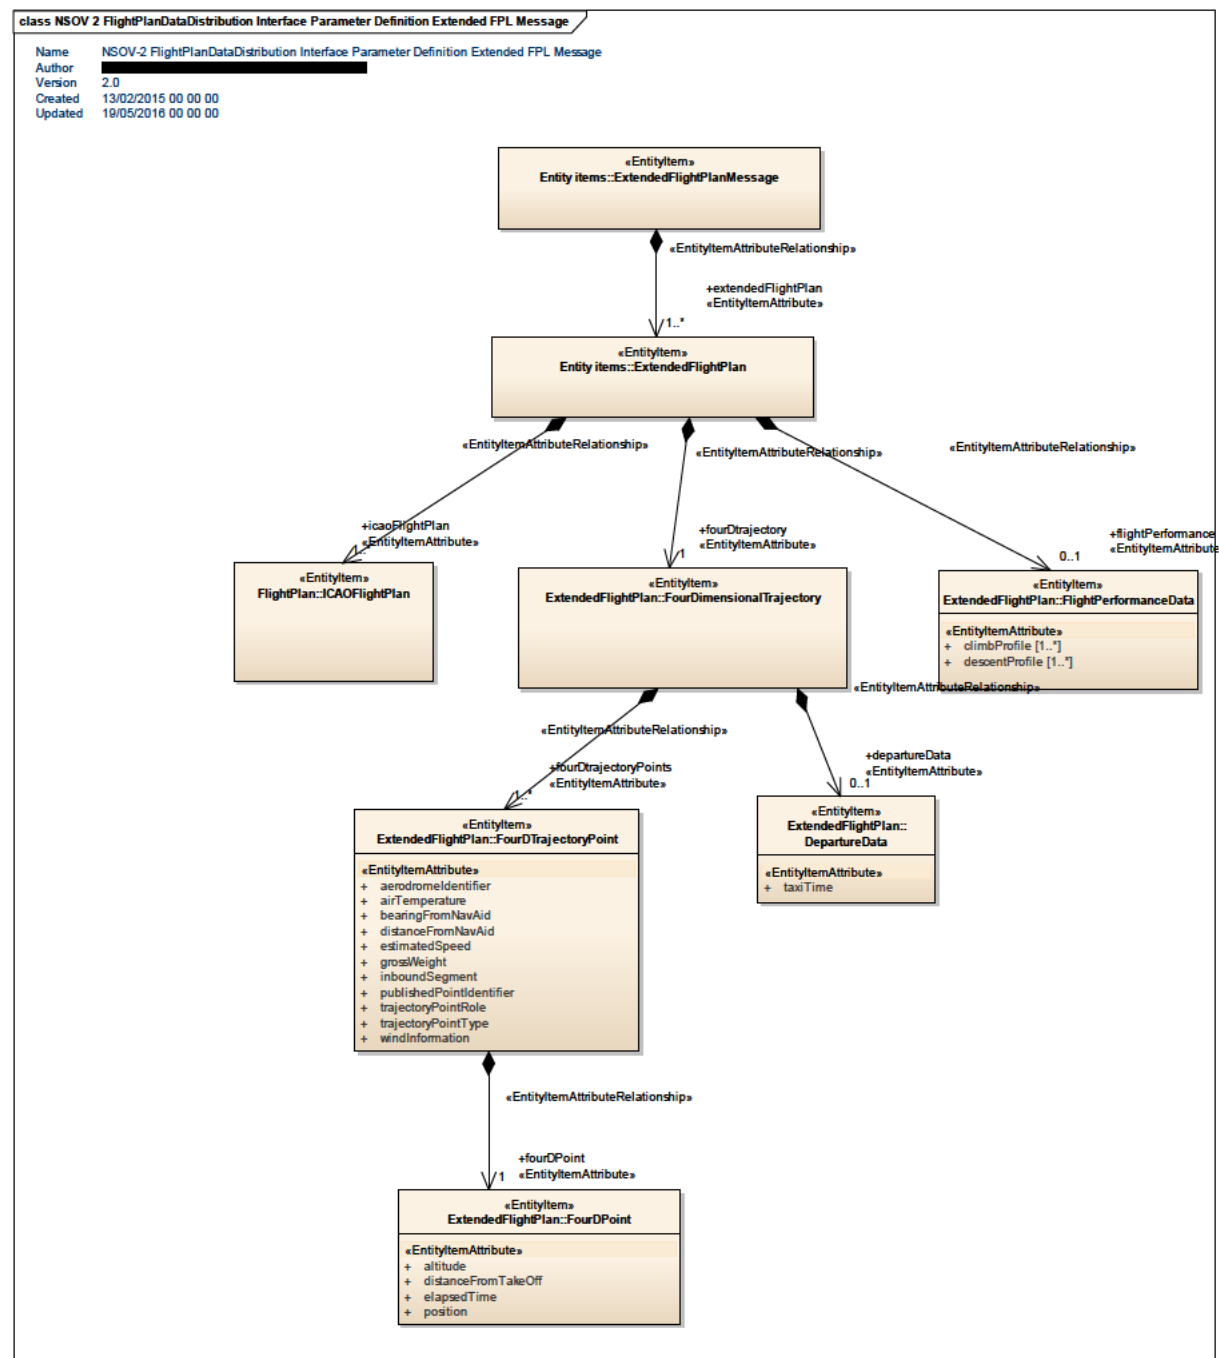 class NSOV 2 FlightPlanDataDistribution Interface Parameter Definition Extended FPL Message
Name NSOV-2 FlightPlanDataDistribution Interface Parameter Definition Extended FPL Message
Author
Version 2.0
Created 13/02/2015 00 00 00
Updated 19/05/2016 00 00 00
«EntityItem»
Entity items::ExtendedFlightPlanMessage
«EntityItemAttributeRelationship»
+extendedFlightPlan
«EntityItemAttribute»
1..*
«EntityItem»
Entity items::ExtendedFlightPlan
«EntityItemAttributeRelationship»
«EntityItemAttributeRelationship»
«EntityItemAttributeRelationship»
+icaoFlightPlan
«EntityItemAttribute»
+fourDtrajectory
«EntityItemAttribute»
1
+flightPerformance
«EntityItemAttribute
0..1
«EntityItem»
FlightPlan::ICAOFlightPlan
«EntityItem»
ExtendedFlightPlan::FourDimensionalTrajectory
«EntityItem»
ExtendedFlightPlan::FlightPerformanceData
«EntityItemAttribute»
+ climbProfile [1..*]
+ descentProfile [1..*]
«EntityItemAttributeRelationship»
«EntityItemAttributeRelationship»
+fourDtrajectoryPoints
«EntityItemAttribute»
1..*
+departureData
«EntityItemAttribute»
0..1
«EntityItem»
ExtendedFlightPlan::FourDTrajectoryPoint
«EntityItemAttribute»
+ aerodromeIdentifier
+ airTemperature
+ bearingFromNavAid
+ distanceFromNavAid
+ estimatedSpeed
+ grossWeight
+ inboundSegment
+ publishedPointIdentifier
+ trajectoryPointRole
+ trajectoryPointType
+ windInformation
«EntityItem»
ExtendedFlightPlan::
DepartureData
«EntityItemAttribute»
+ taxiTime
«EntityItemAttributeRelationship»
+fourDPoint
«EntityItemAttribute»
1
«EntityItem»
ExtendedFlightPlan::FourDPoint
«EntityItemAttribute»
+ altitude
+ distanceFromTakeOff
+ elapsedTime
+ position